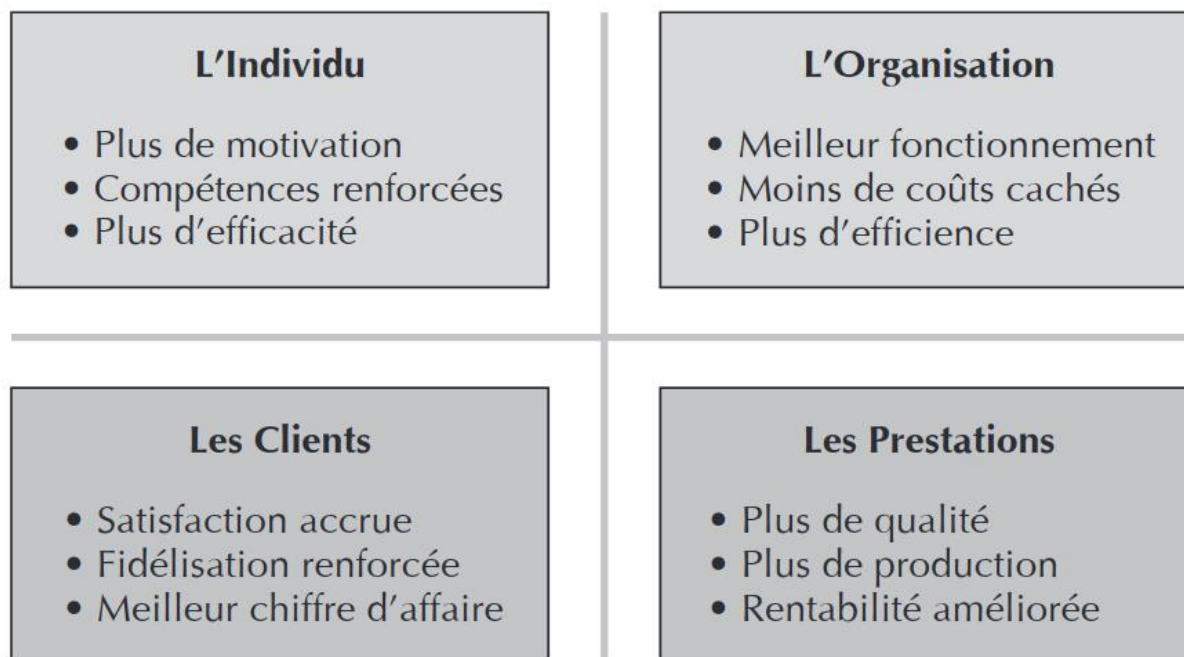 L'Individu
• Plus de motivation
• Compétences renforcées
• Plus d'efficacité
L'Organisation
• Meilleur fonctionnement
• Moins de coûts cachés
• Plus d'efficience
Les Clients
• Satisfaction accrue
• Fidélisation renforcée
• Meilleur chiffre d'affaire
Les Prestations
• Plus de qualité
• Plus de production
• Rentabilité améliorée